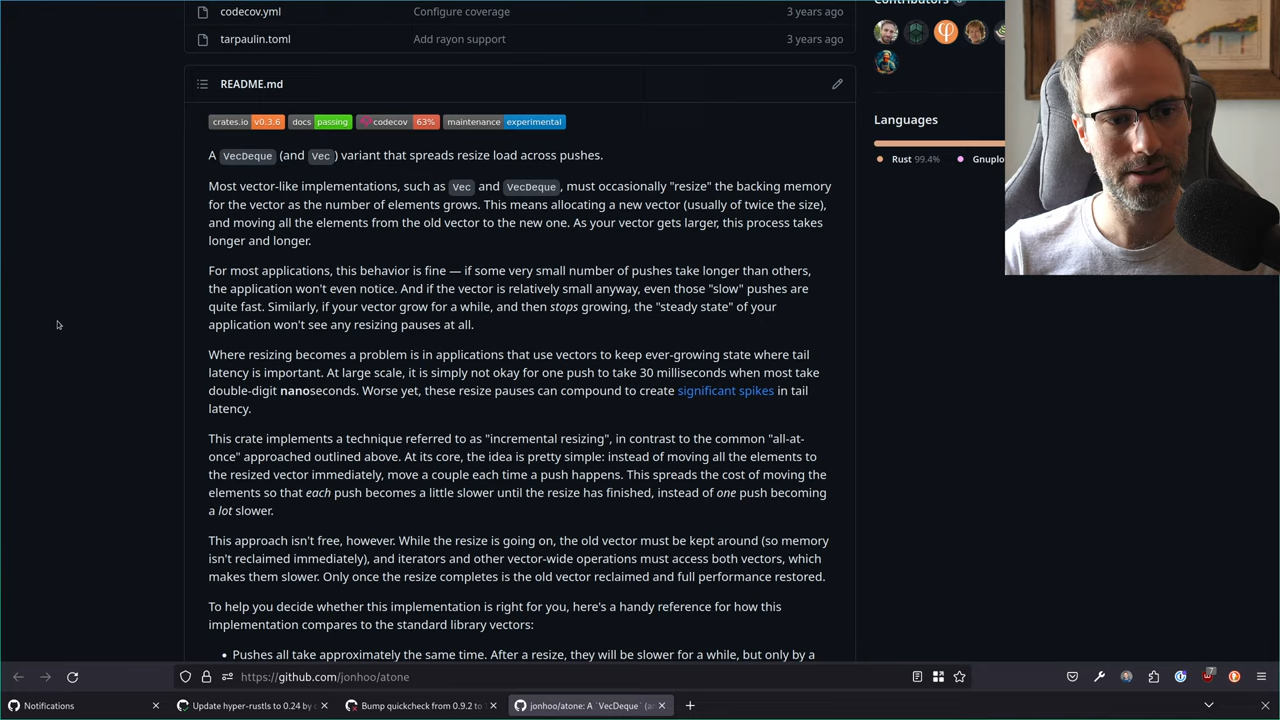 codecov.yml Configure coverage 3 years ago
Contributors
tarpaulin.toml Add rayon support 3 years ago
README.md
crates.io v0.3.6 docs passing codecov 63% maintenance experimental
Languages
Rust 99.4% Gnuplo
A VecDeque (and Vec) variant that spreads resize load across pushes.
Most vector-like implementations, such as Vec and VecDeque, must occasionally "resize" the backing memory
for the vector as the number of elements grows. This means allocating a new vector (usually of twice the size),
and moving all the elements from the old vector to the new one. As your vector gets larger, this process takes
longer and longer.
For most applications, this behavior is fine — if some very small number of pushes take longer than others,
the application won't even notice. And if the vector is relatively small anyway, even those "slow" pushes are
quite fast. Similarly, if your vector grow for a while, and then stops growing, the "steady state" of your
application won't see any resizing pauses at all.
Where resizing becomes a problem is in applications that use vectors to keep ever-growing state where tail
latency is important. At large scale, it is simply not okay for one push to take 30 milliseconds when most take
double-digit nanoseconds. Worse yet, these resize pauses can compound to create significant spikes in tail
latency.
This crate implements a technique referred to as "incremental resizing", in contrast to the common "all-at-
once" approached outlined above. At its core, the idea is pretty simple: instead of moving all the elements to
the resized vector immediately, move a couple each time a push happens. This spreads the cost of moving the
elements so that each push becomes a little slower until the resize has finished, instead of one push becoming
a lot slower.
This approach isn't free, however. While the resize is going on, the old vector must be kept around (so memory
isn't reclaimed immediately), and iterators and other vector-wide operations must access both vectors, which
makes them slower. Only once the resize completes is the old vector reclaimed and full performance restored.
To help you decide whether this implementation is right for you, here's a handy reference for how this
implementation compares to the standard library vectors:
• Pushes all take approximately the same time. After a resize, they will be slower for a while, but only by a
https://github.com/jonhoo/atone
7
Notifications
Update hyper-rustls to 0.24 by c
Bump quickcheck from 0.9.2 to 1
jonhoo/atone: A `VecDeque` (an